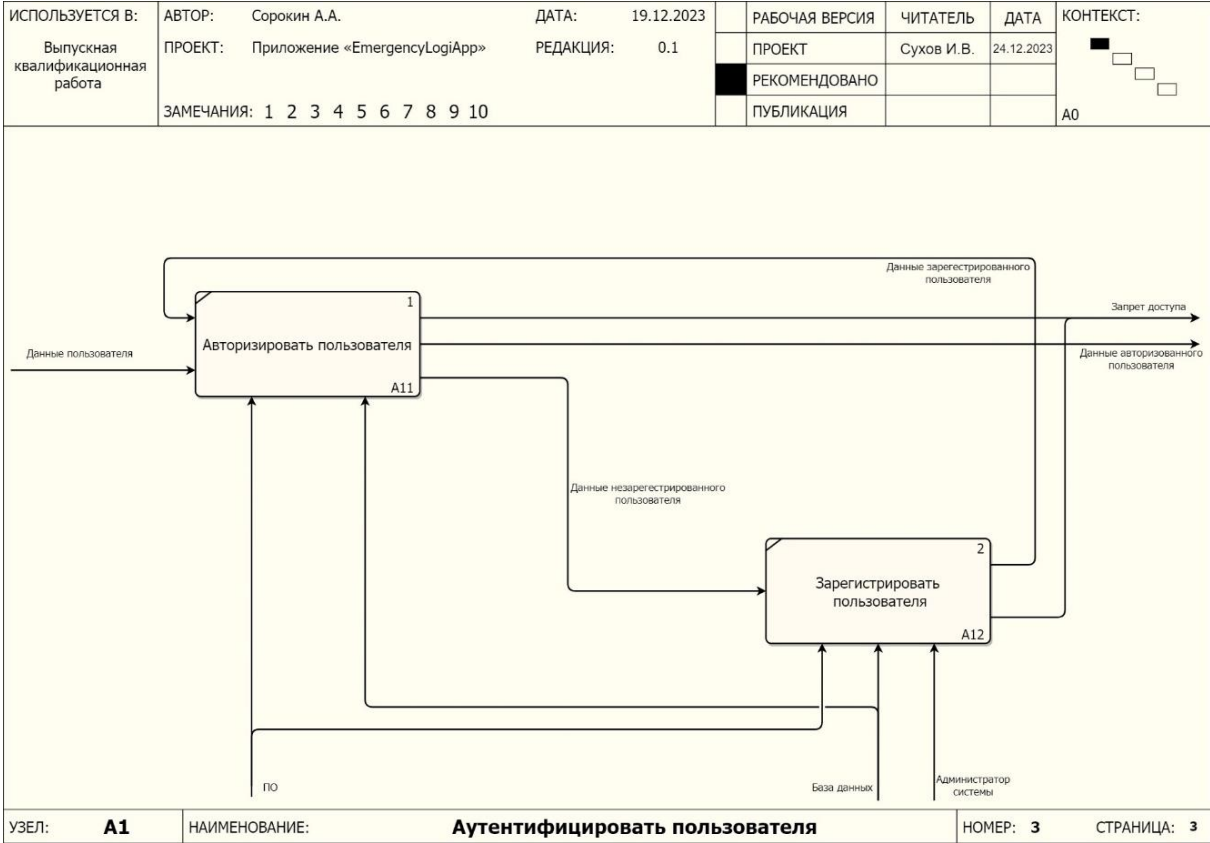 ИСПОЛЬЗУЕТСЯ В:
Выпускная
квалификационная
работа
АВТОР: Сорокин А.А.
ДАТА: 19.12.2023
ПРОЕКТ: Приложение «EmergencyLogiApp»
РЕДАКЦИЯ: 0.1
ЗАМЕЧАНИЯ: 1 2 3 4 5 6 7 8 9 10
РАБОЧАЯ ВЕРСИЯ ЧИТАТЕЛЬ ДАТА
ПРОЕКТ Сухов И.В. 24.12.2023
РЕКОМЕНДОВАНО
ПУБЛИКАЦИЯ
КОНТЕКСТ:
A0
Данные зарегестрированного
пользователя
Запрет доступа
1
Авторизировать пользователя
A11
Данные пользователя
Данные авторизованного
пользователя
Данные незарегестрированного
пользователя
2
Зарегистрировать
пользователя
A12
ПО
База данных
Администратор
системы
УЗЕЛ: A1
НАИМЕНОВАНИЕ: Аутентифицировать пользователя
НОМЕР: 3
СТРАНИЦА: 3